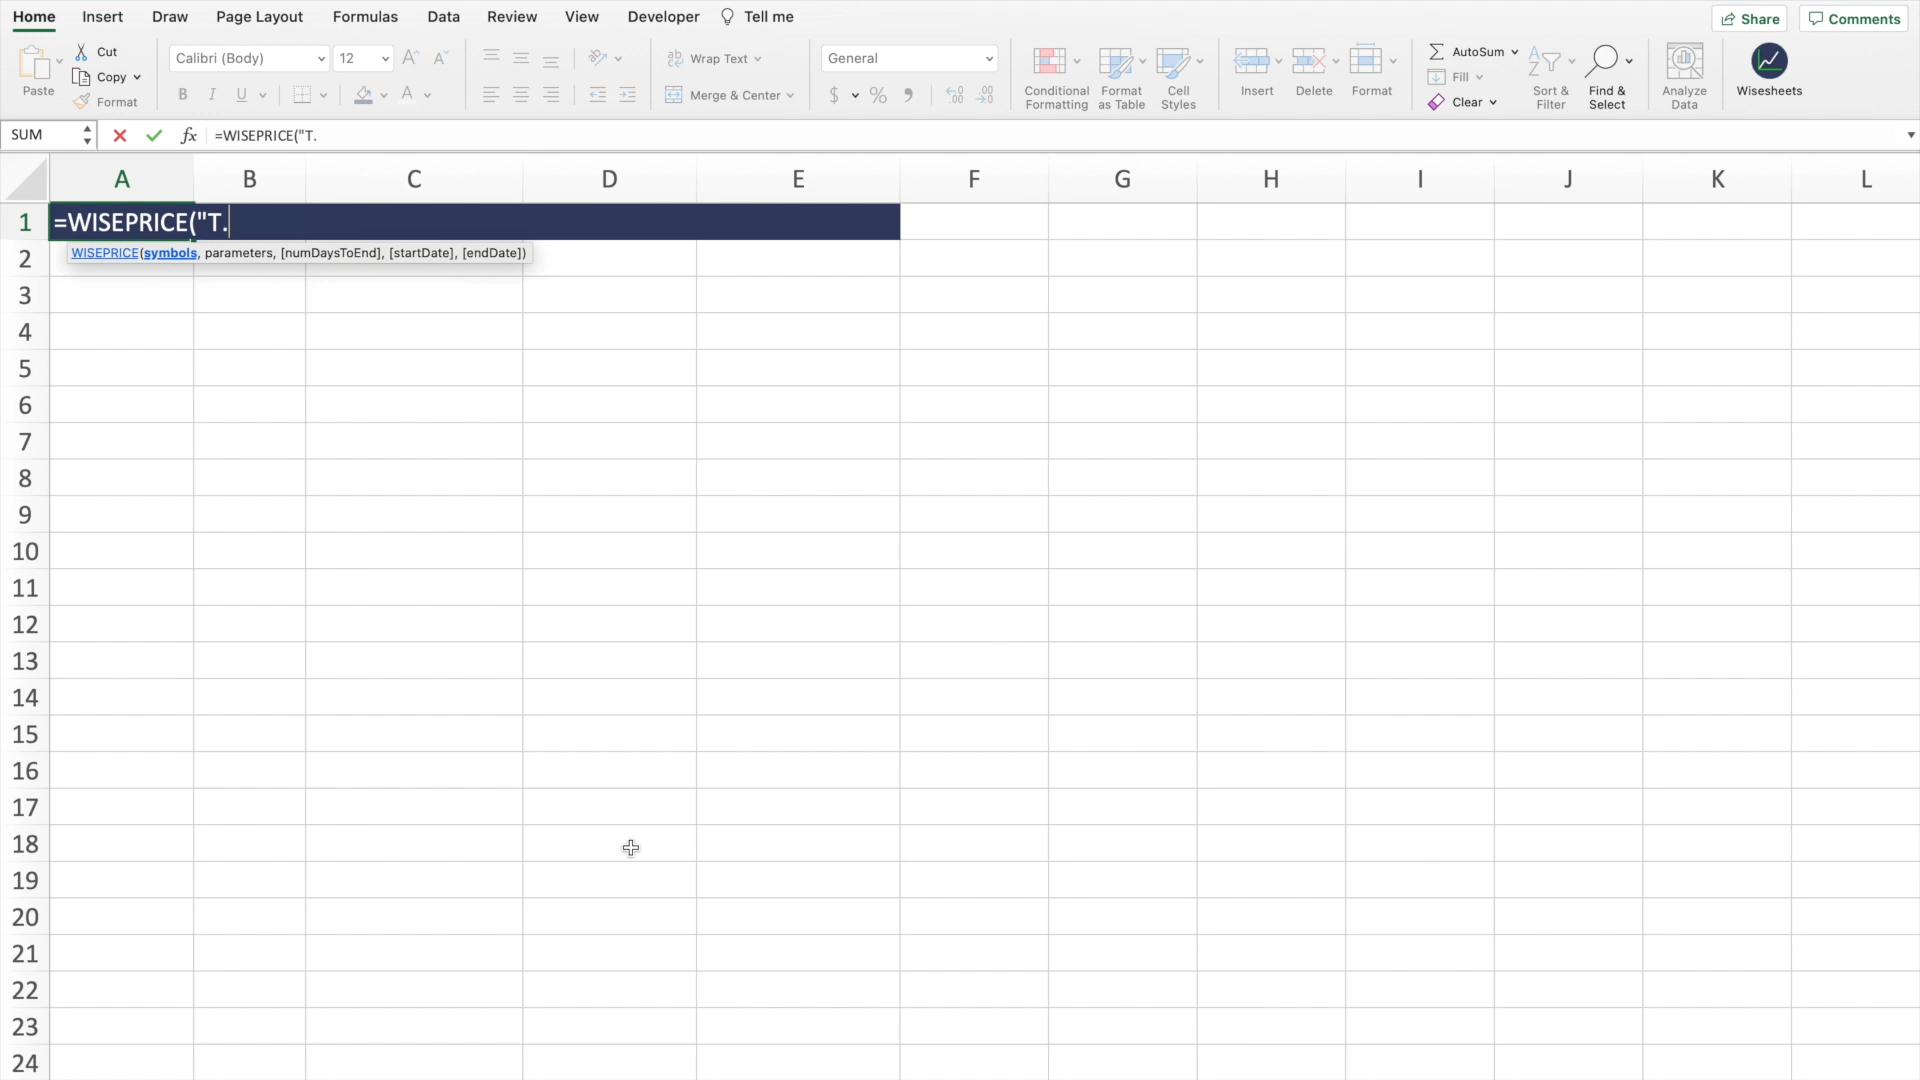 Home Insert Draw Page Layout Formulas Data Review View Developer Tell me Share Comments
Cut
Copy
Format
Paste
Calibri (Body) 12
B I U
A
Wrap Text
Merge & Center
General
$ % 9
Conditional Formatting
Format as Table
Cell Styles
Insert
Delete
Format
AutoSum
Fill
Clear
Sort & Filter
Find & Select
Analyze Data
Wisesheets
SUM fx =WISEPRICE("T.
A B C D E F G H I J K L
1 =WISEPRICE("T.
WISEPRICE(symbols, parameters, [numDaysToEnd], [startDate], [endDate])
2
3
4
5
6
7
8
9
10
11
12
13
14
15
16
17
18
19
20
21
22
23
24